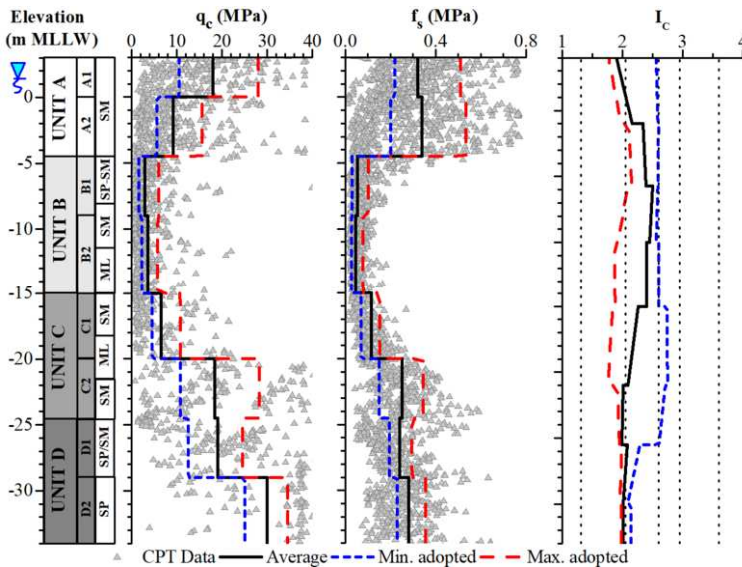 Elevation
(m MLLW)
q_c (MPa)
f_s (MPa)
I_C
0 10 20 30 40
0.0 0.4 0.8
1 2 3 4
0
-5
-10
-15
-20
-25
-30
UNIT A
UNIT B
UNIT C
UNIT D
A1
A2
B1
B2
C1
C2
D1
D2
SM
SP-SM
SM
ML
SM
ML
SM
SP/SM
SP
CPT Data Average Min. adopted Max. adopted